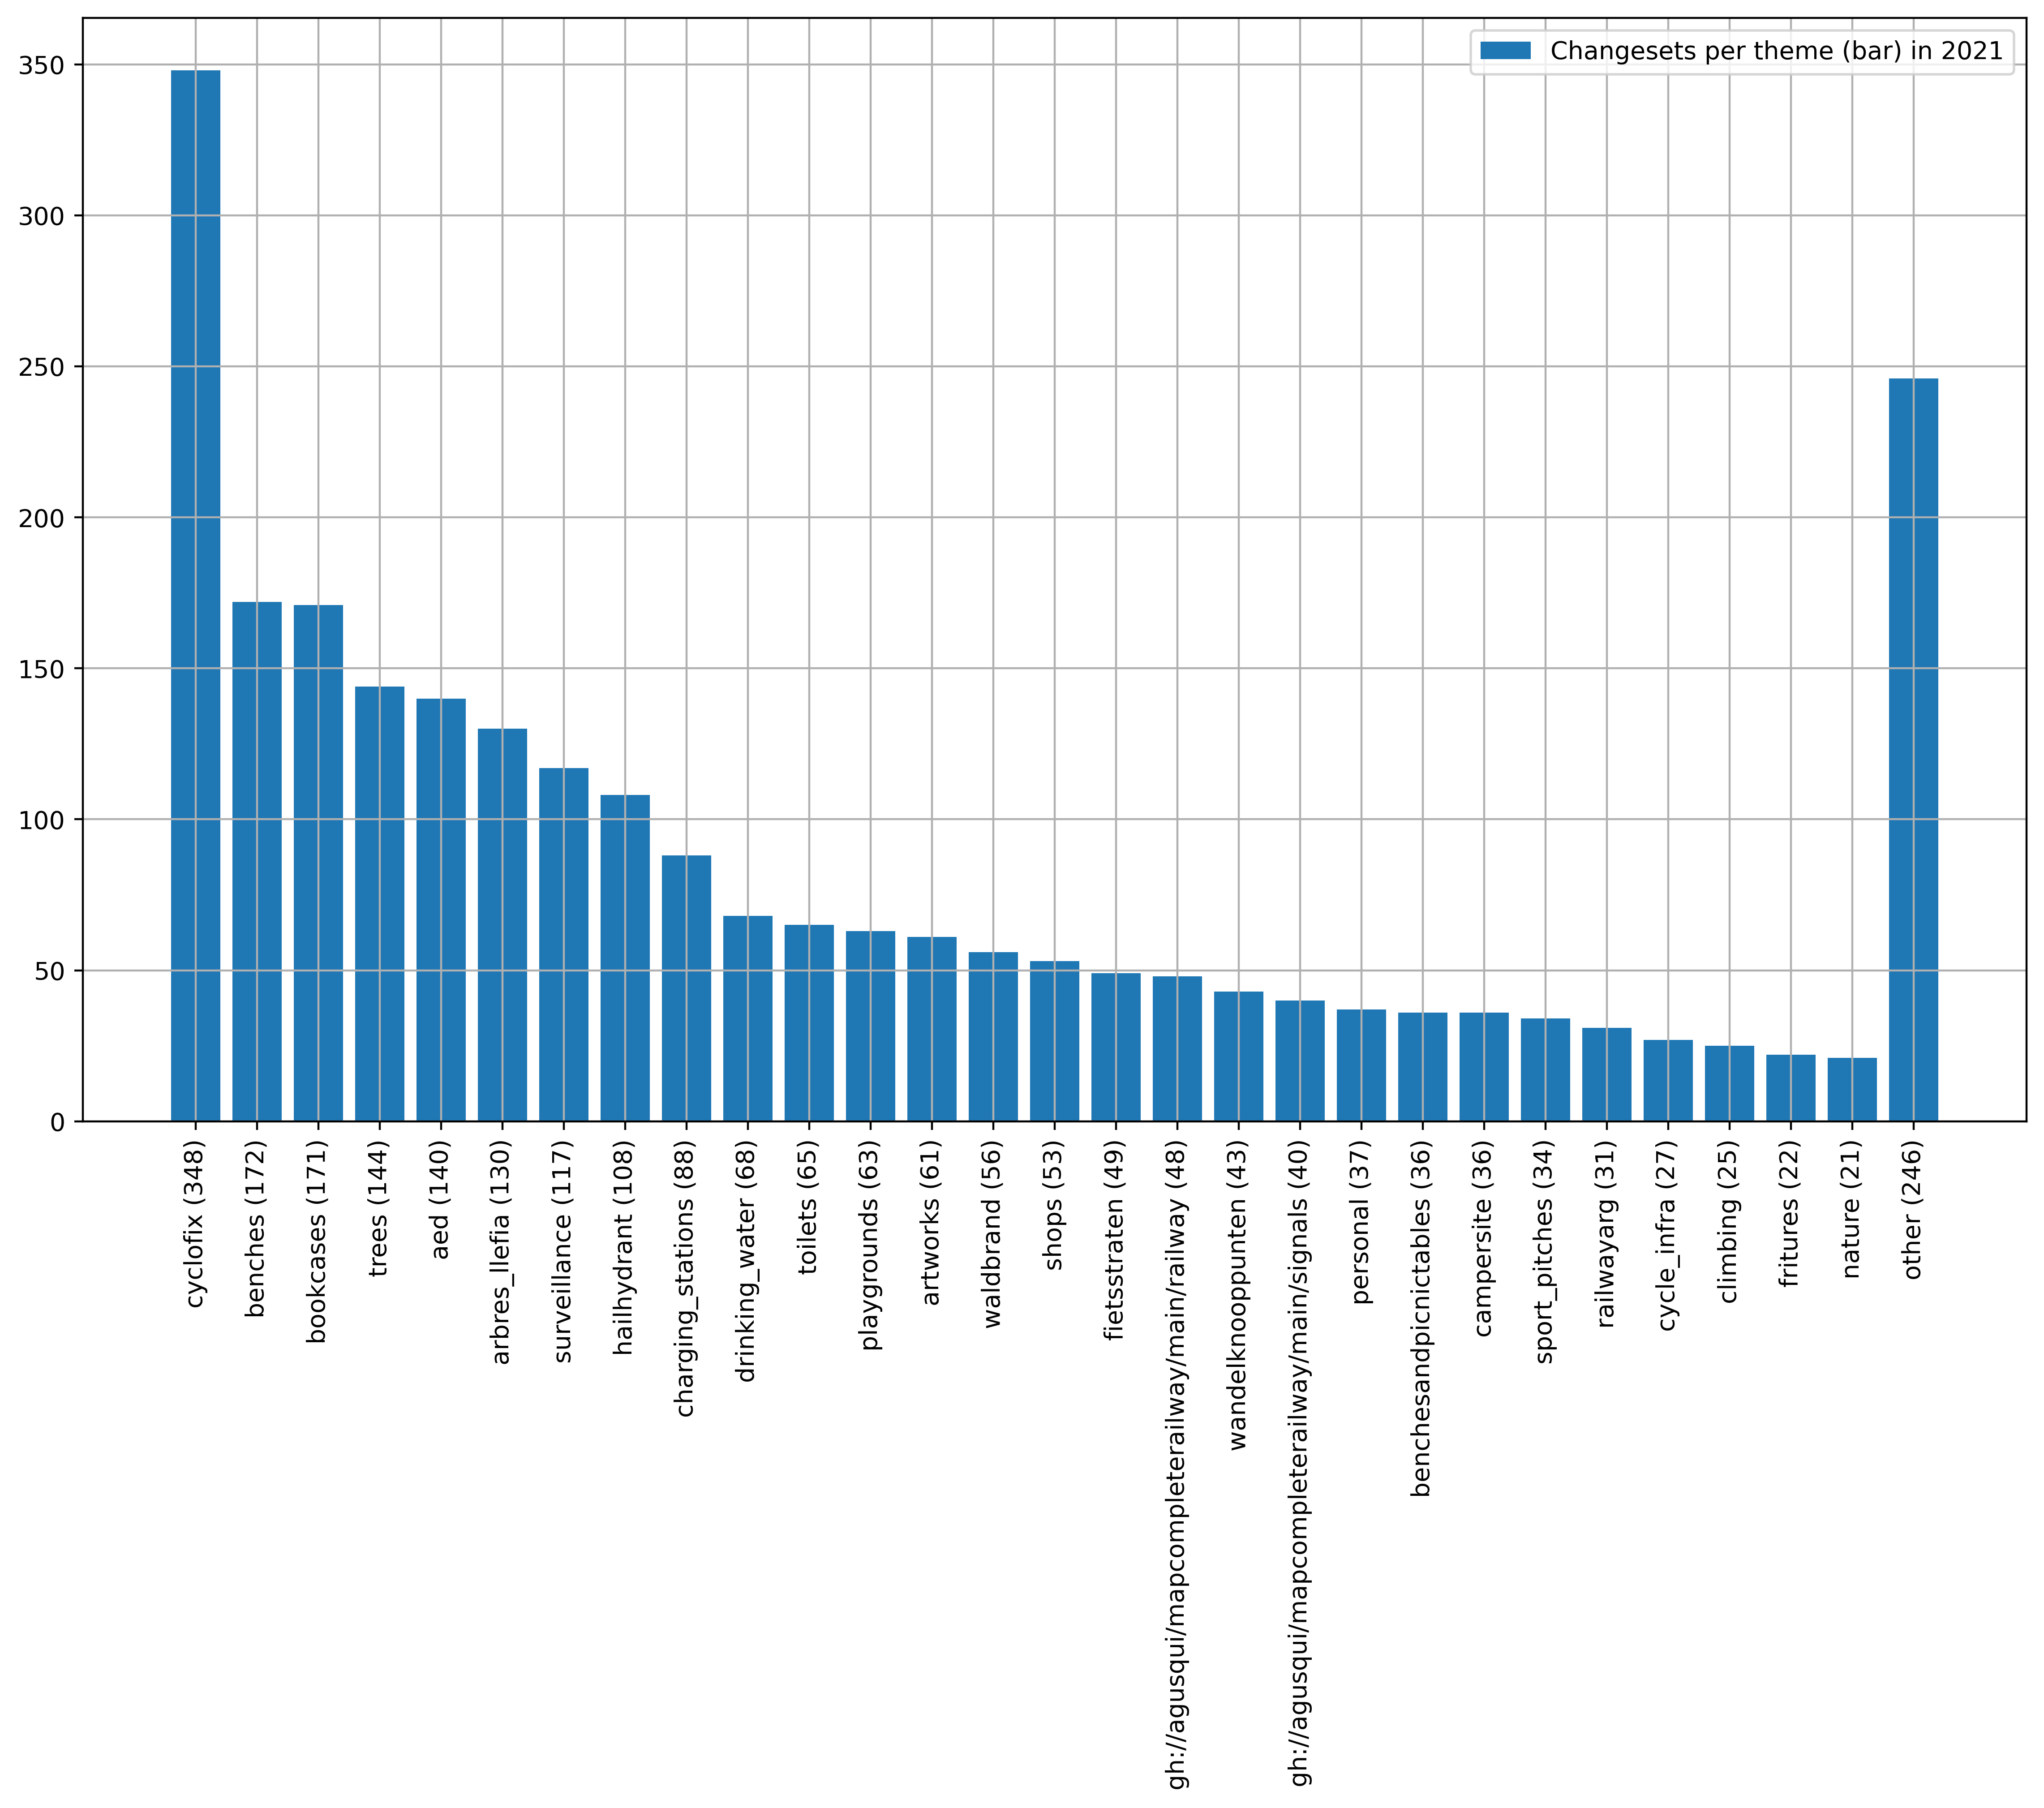 Changesets per theme (bar) in 2021
350
300
250
200
150
100
50
0
cyclofix (348)
benches (172)
bookcases (171)
trees (144)
aed (140)
arbres_llefia (130)
surveillance (117)
hailhydrant (108)
charging_stations (88)
drinking_water (68)
toilets (65)
playgrounds (63)
artworks (61)
waldbrand (56)
shops (53)
fietsstraten (49)
gh://agusqui/mapcompleterailway/main/railway (48)
wandelknooppunten (43)
gh://agusqui/mapcompleterailway/main/signals (40)
personal (37)
benchesandpicnictables (36)
campersite (36)
sport_pitches (34)
railwayarg (31)
cycle_infra (27)
climbing (25)
fritures (22)
nature (21)
other (246)